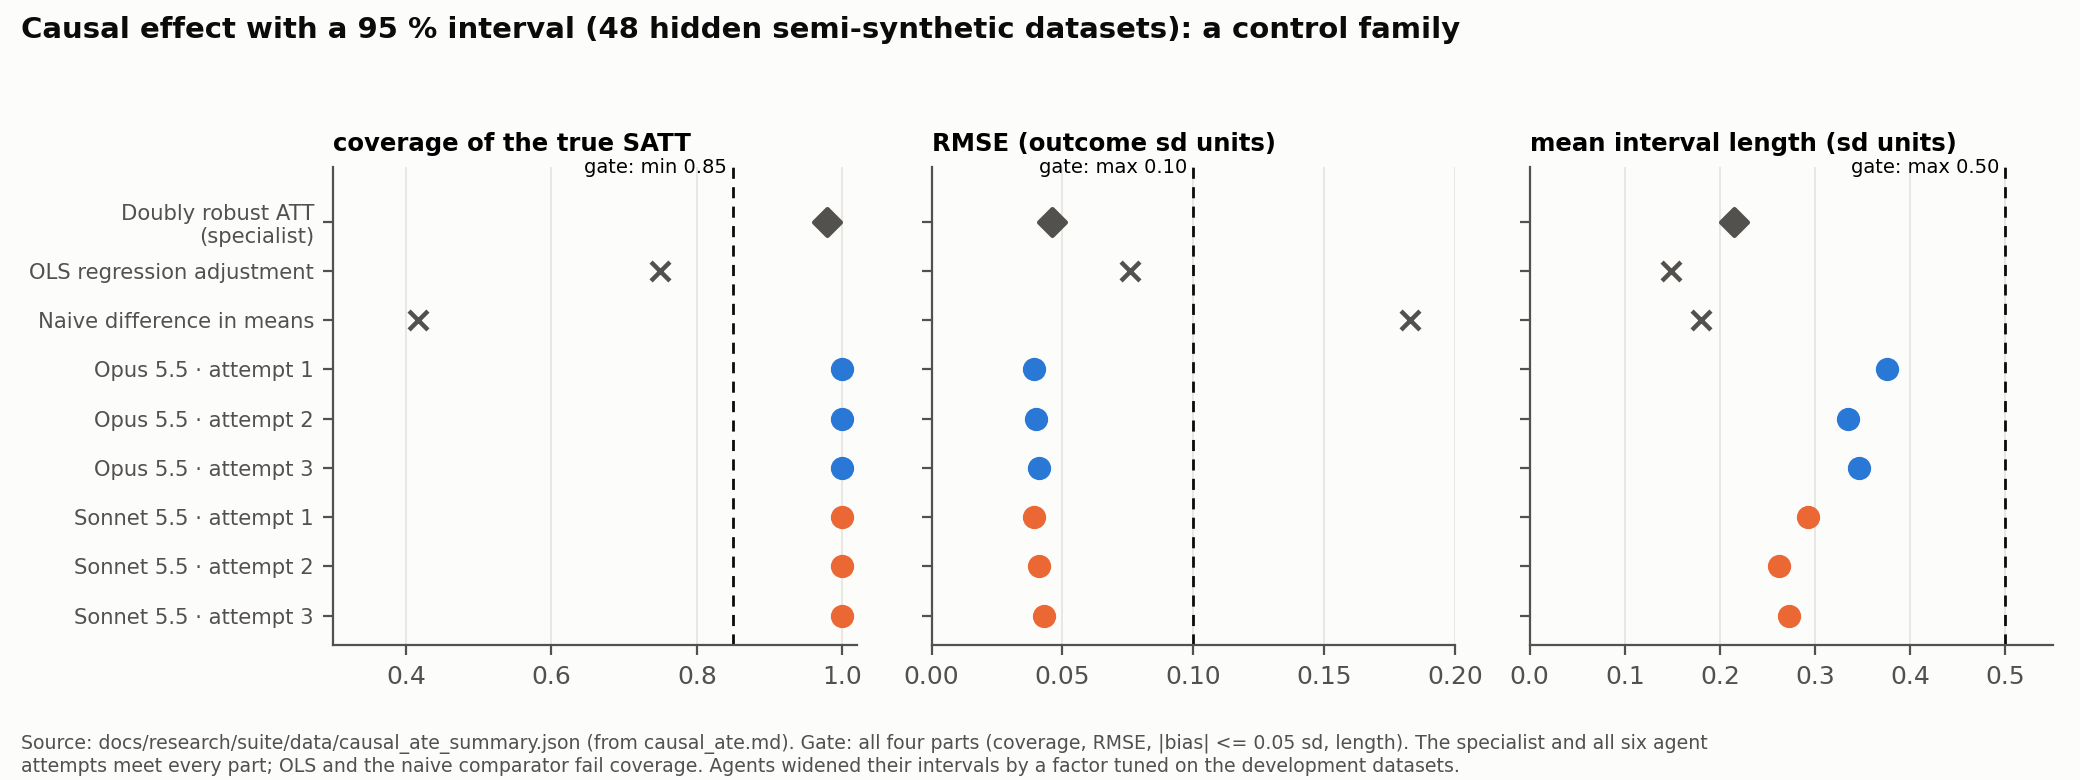 Causal effect with a 95 % interval (48 hidden semi-synthetic datasets): a control family
coverage of the true SATT
gate: min 0.85
RMSE (outcome sd units)
gate: max 0.10
mean interval length (sd units)
gate: max 0.50
Doubly robust ATT
(specialist)
OLS regression adjustment
Naive difference in means
Opus 5.5 · attempt 1
Opus 5.5 · attempt 2
Opus 5.5 · attempt 3
Sonnet 5.5 · attempt 1
Sonnet 5.5 · attempt 2
Sonnet 5.5 · attempt 3
0.4 0.6 0.8 1.0
0.00 0.05 0.10 0.15 0.20
0.0 0.1 0.2 0.3 0.4 0.5
Source: docs/research/suite/data/causal_ate_summary.json (from causal_ate.md). Gate: all four parts (coverage, RMSE, |bias| <= 0.05 sd, length). The specialist and all six agent
attempts meet every part; OLS and the naive comparator fail coverage. Agents widened their intervals by a factor tuned on the development datasets.